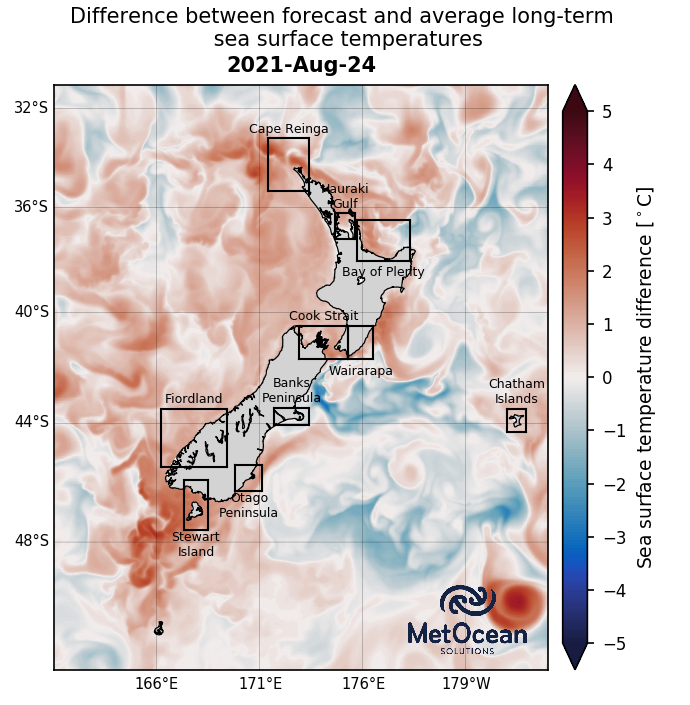 Difference between forecast and average long-term
sea surface temperatures
2021-Aug-24
32°S
36°S
40°S
44°S
48°S
Cape Reinga
Hauraki
Gulf
Bay of Plenty
Cook Strait
Wairarapa
Banks
Peninsula
Fiordland
Chatham
Islands
Otago
Peninsula
Stewart
Island
MetOcean
SOLUTIONS
166°E
171°E
176°E
179°W
5
4
3
2
1
0
−1
−2
−3
−4
−5
Sea surface temperature difference [°C]